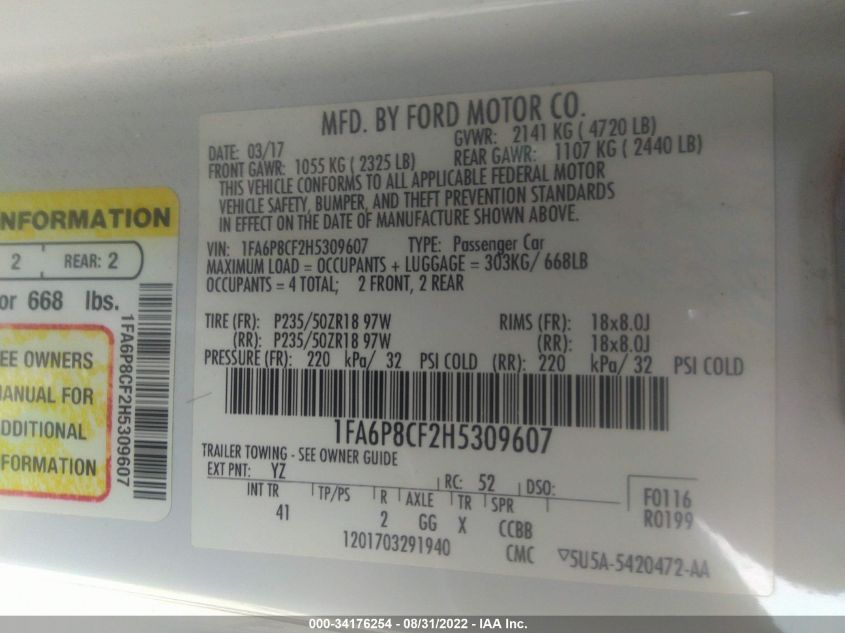 MFD. BY FORD MOTOR CO.
DATE: 03/17 GVWR: 2141 KG ( 4720 LB)
FRONT GAWR: 1055 KG ( 2325 LB) REAR GAWR: 1107 KG ( 2440 LB)
THIS VEHICLE CONFORMS TO ALL APPLICABLE FEDERAL MOTOR
VEHICLE SAFETY, BUMPER, AND THEFT PREVENTION STANDARDS
IN EFFECT ON THE DATE OF MANUFACTURE SHOWN ABOVE.
VIN: 1FA6P8CF2H5309607 TYPE: Passenger Car
MAXIMUM LOAD = OCCUPANTS + LUGGAGE = 303KG/ 668LB
OCCUPANTS = 4 TOTAL; 2 FRONT, 2 REAR
TIRE (FR): P235/50ZR18 97W RIMS (FR): 18x8.0J
(RR): P235/50ZR18 97W (RR): 18x8.0J
PRESSURE (FR): 220 kPa/ 32 PSI COLD (RR): 220 kPa/ 32 PSI COLD
1FA6P8CF2H5309607
TRAILER TOWING - SEE OWNER GUIDE
EXT PNT: YZ RC: 52 DSO:
INT TR TP/PS R AXLE TR SPR
41 2 GG X CCBB
1201703291940 CMC
F0116
R0199
▽5U5A-5420472-AA
NFORMATION
2 REAR: 2
or 668 lbs.
EE OWNERS
ANUAL FOR
DDITIONAL
FORMATION
1FA6P8CF2H5309607
000-34176254 - 08/31/2022 - IAA Inc.